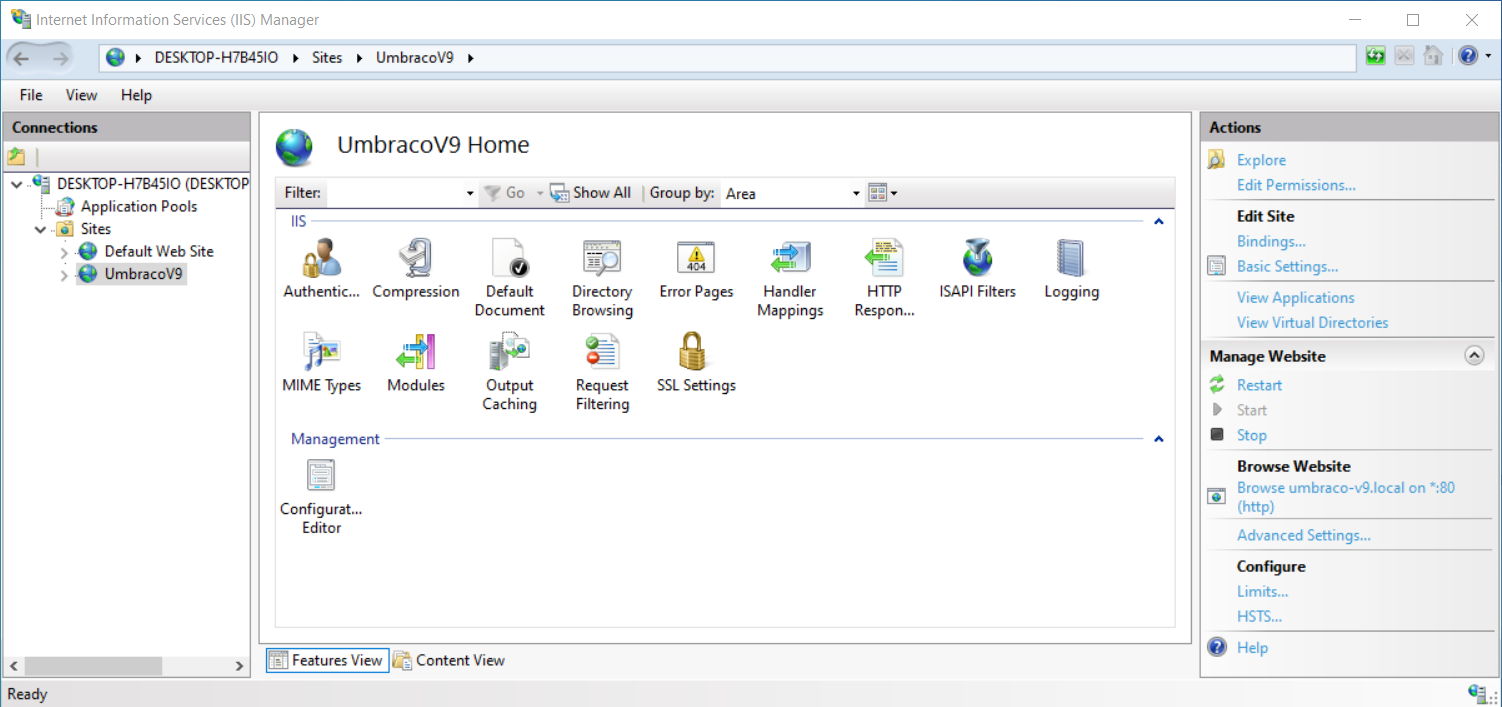 Internet Information Services (IIS) Manager
DESKTOP-H7B45IO
Sites
UmbracoV9
File View Help
Connections
DESKTOP-H7B45IO (DESKTOP
Application Pools
Sites
Default Web Site
UmbracoV9
UmbracoV9 Home
Filter: Go Show All Group by: Area
IIS
Authentic...
Compression
Default
Document
Directory
Browsing
404
Error Pages
Handler
Mappings
HTTP
Respon...
ISAPI Filters
Logging
MIME Types
Modules
Output
Caching
Request
Filtering
SSL Settings
Management
Configurat...
Editor
Features View
Content View
Actions
Explore
Edit Permissions...
Edit Site
Bindings...
Basic Settings...
View Applications
View Virtual Directories
Manage Website
Restart
Start
Stop
Browse Website
Browse umbraco-v9.local on *:80
(http)
Advanced Settings...
Configure
Limits...
HSTS...
Help
Ready